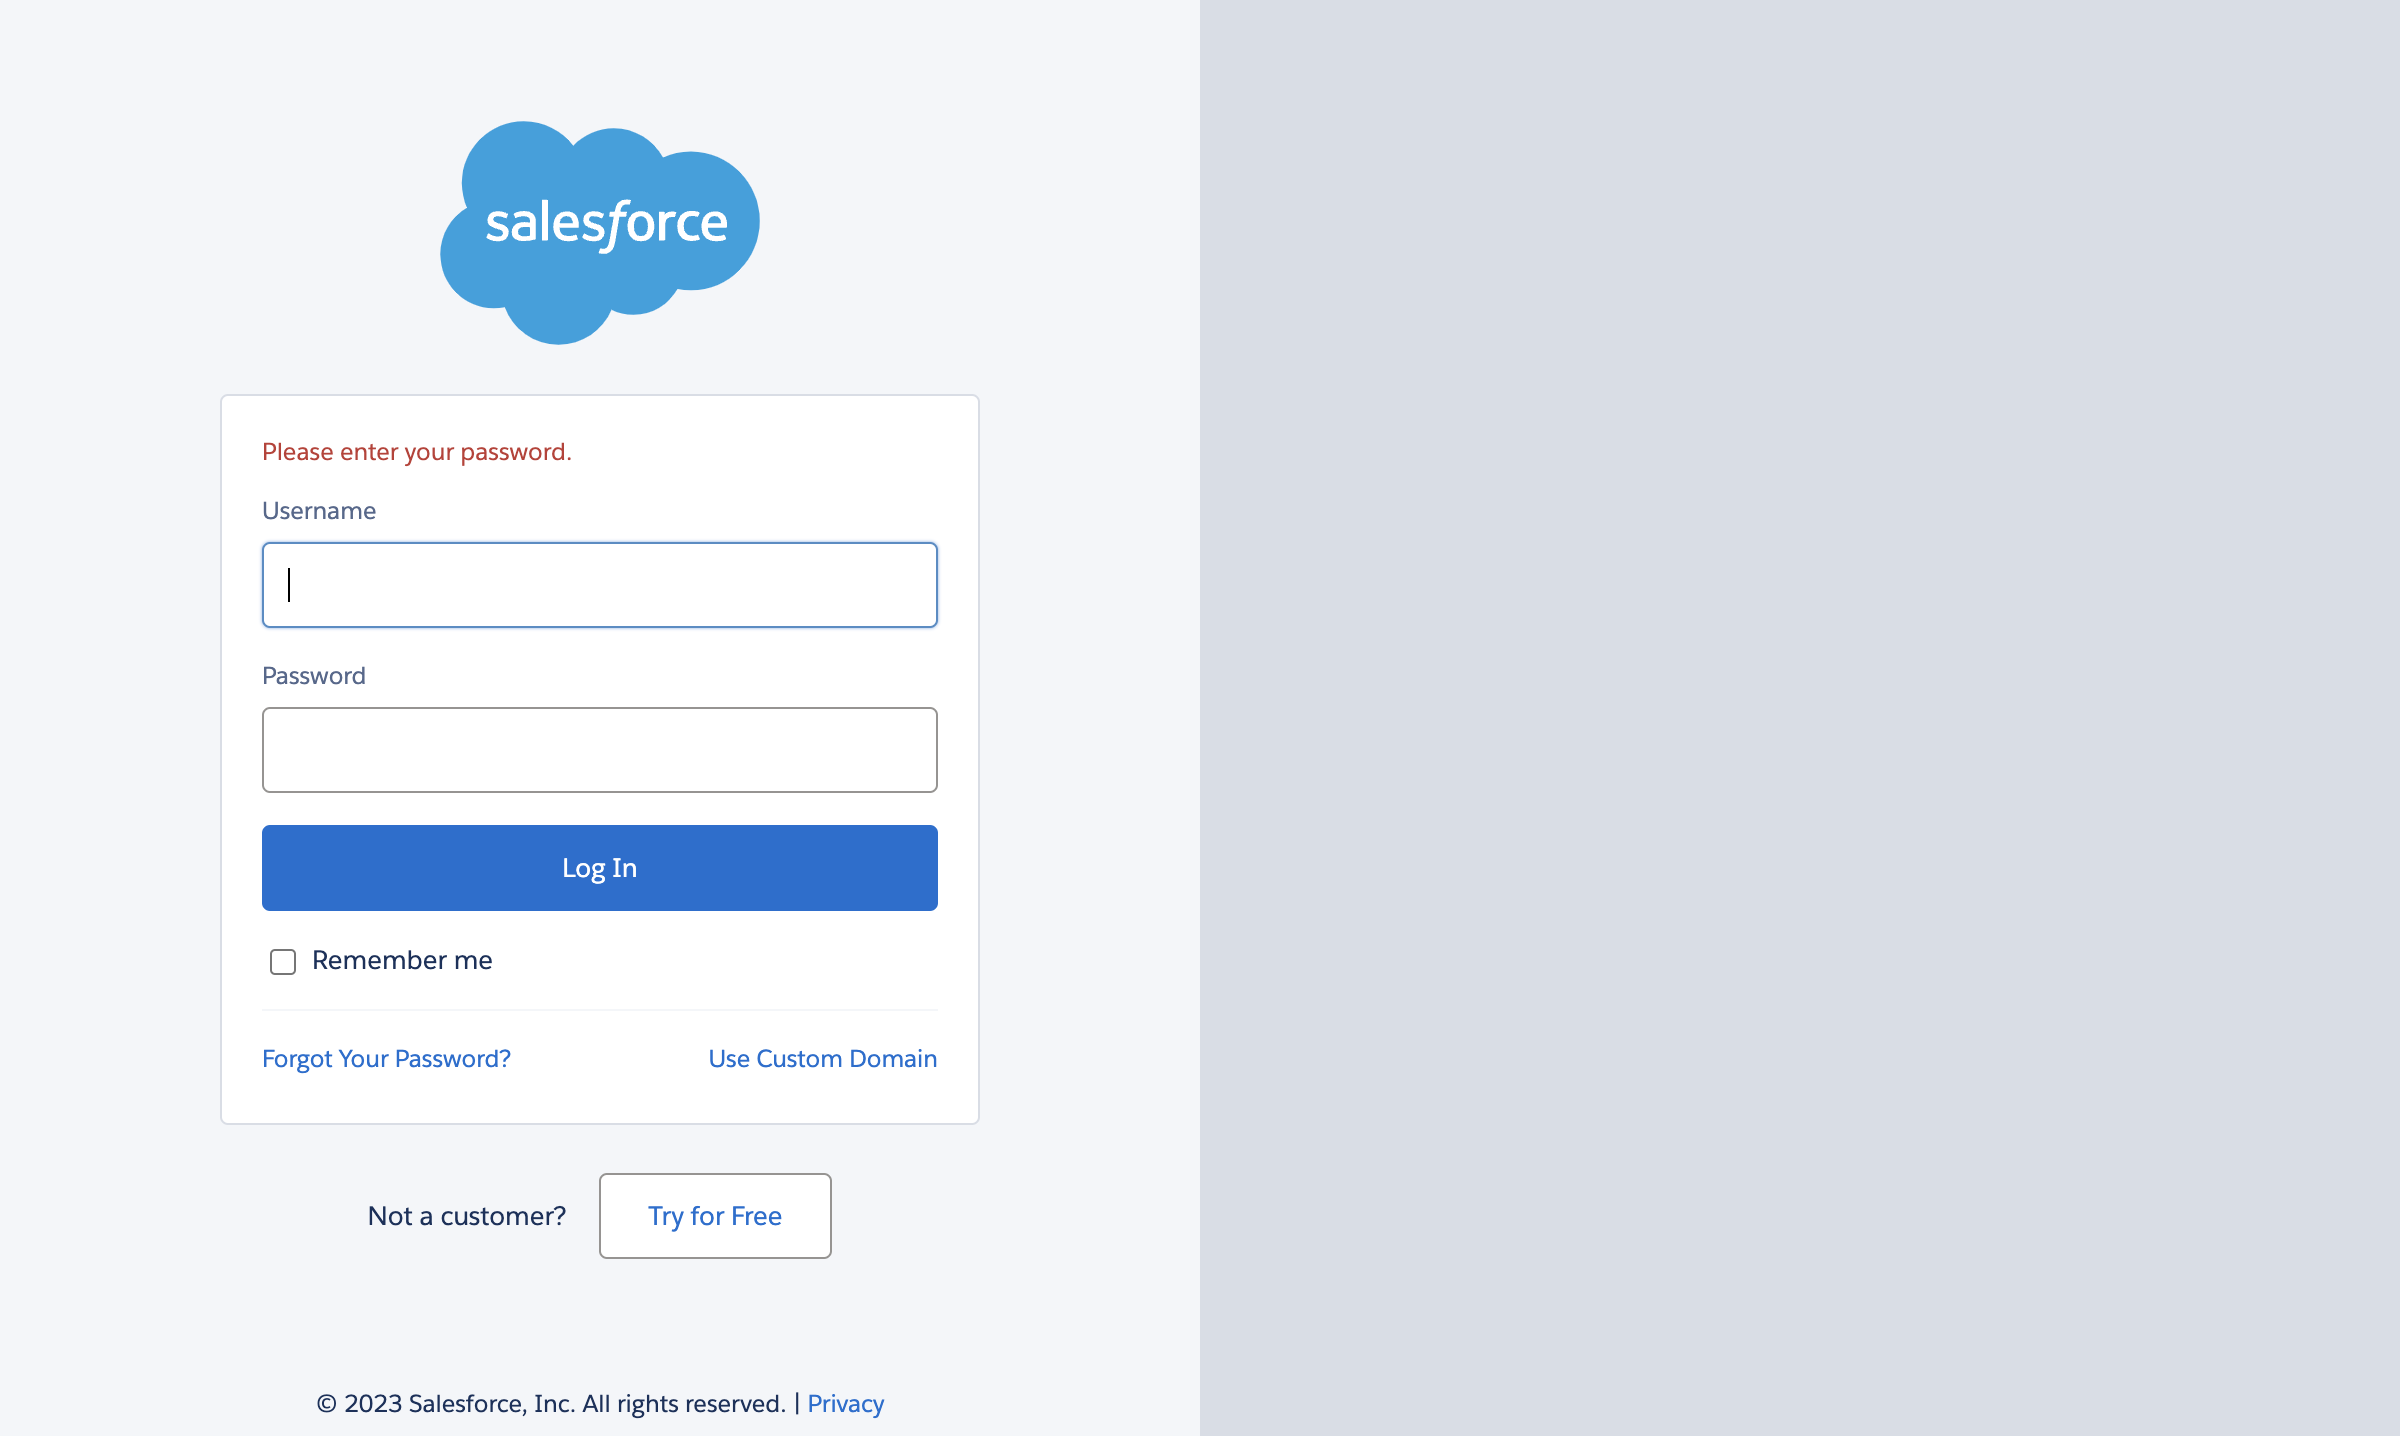 salesforce
Please enter your password.
Username
Password
Log In
Remember me
Forgot Your Password? Use Custom Domain
Not a customer? Try for Free
© 2023 Salesforce, Inc. All rights reserved. | Privacy